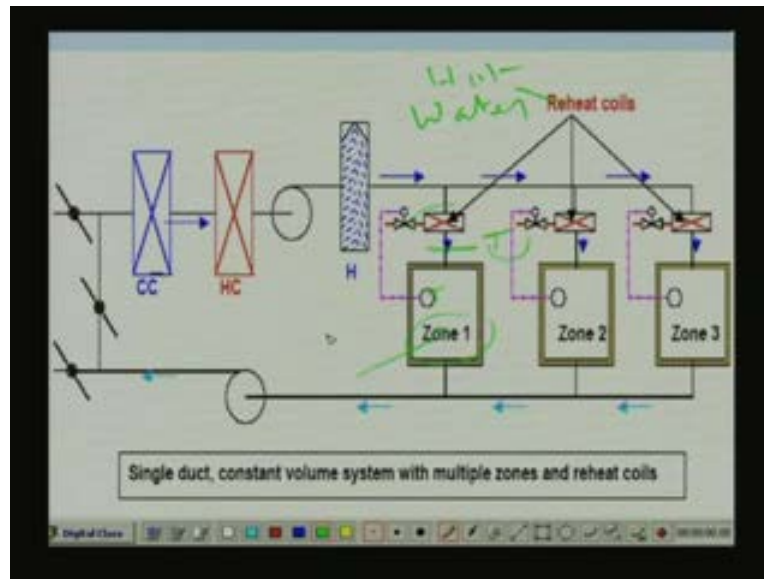 Water
Reheat coils
H
CC
HC
Zone 1
Zone 2
Zone 3
Single duct, constant volume system with multiple zones and reheat coils
Digital Class